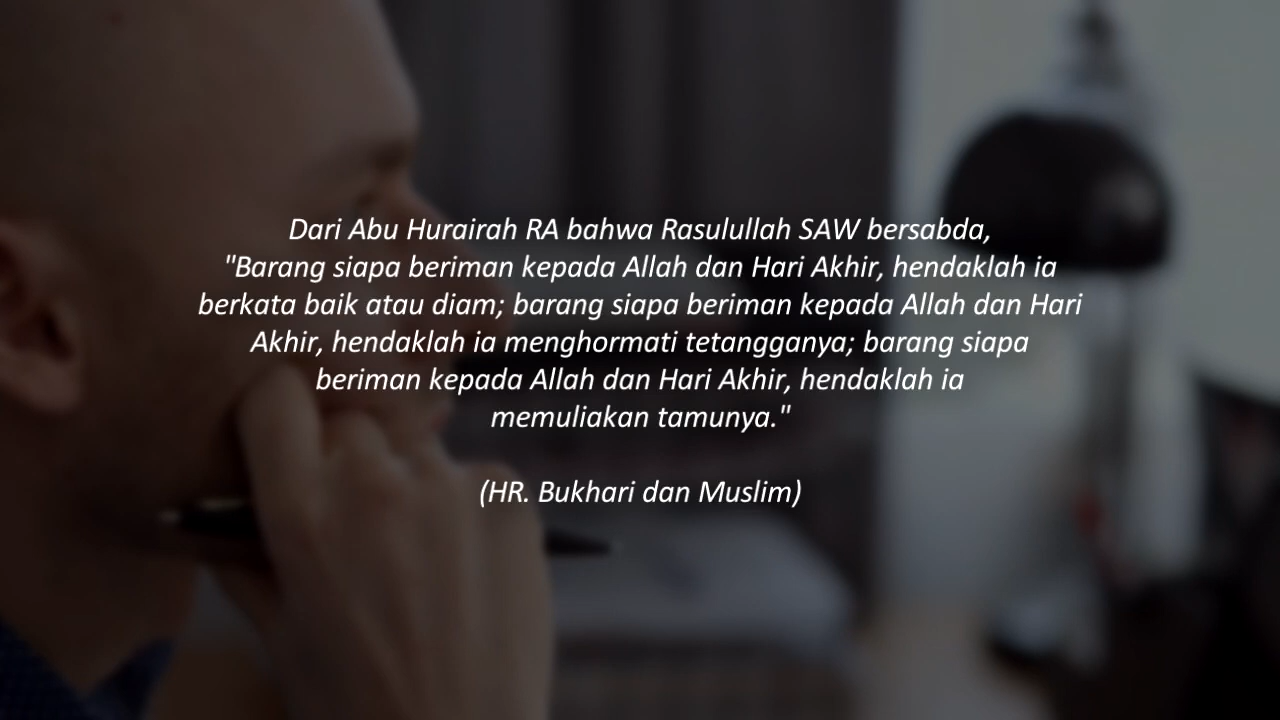 Dari Abu Hurairah RA bahwa Rasulullah SAW bersabda,
"Barang siapa beriman kepada Allah dan Hari Akhir, hendaklah ia
berkata baik atau diam; barang siapa beriman kepada Allah dan Hari
Akhir, hendaklah ia menghormati tetangganya; barang siapa
beriman kepada Allah dan Hari Akhir, hendaklah ia
memuliakan tamunya."
(HR. Bukhari dan Muslim)